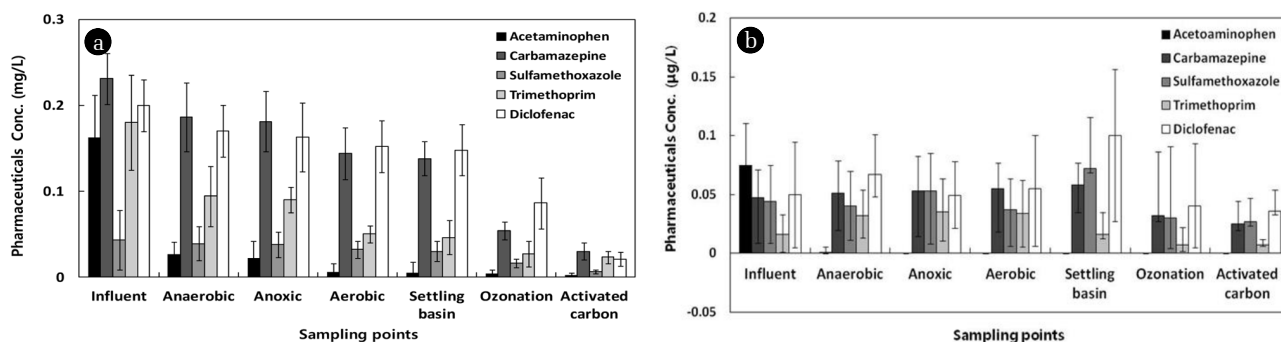 a
0.3
0.2
0.1
0
Pharmaceuticals Conc. (mg/L)
Acetaminophen
Carbamazepine
Sulfamethoxazole
Trimethoprim
Diclofenac
Influent Anaerobic Anoxic Aerobic Settling basin Ozonation Activated carbon
Sampling points
b
0.2
0.15
0.1
0.05
0
-0.05
Pharmaceuticals Conc. (μg/L)
Acetoaminophen
Carbamazepine
Sulfamethoxazole
Trimethoprim
Diclofenac
Influent Anaerobic Anoxic Aerobic Settling basin Ozonation Activated carbon
Sampling points